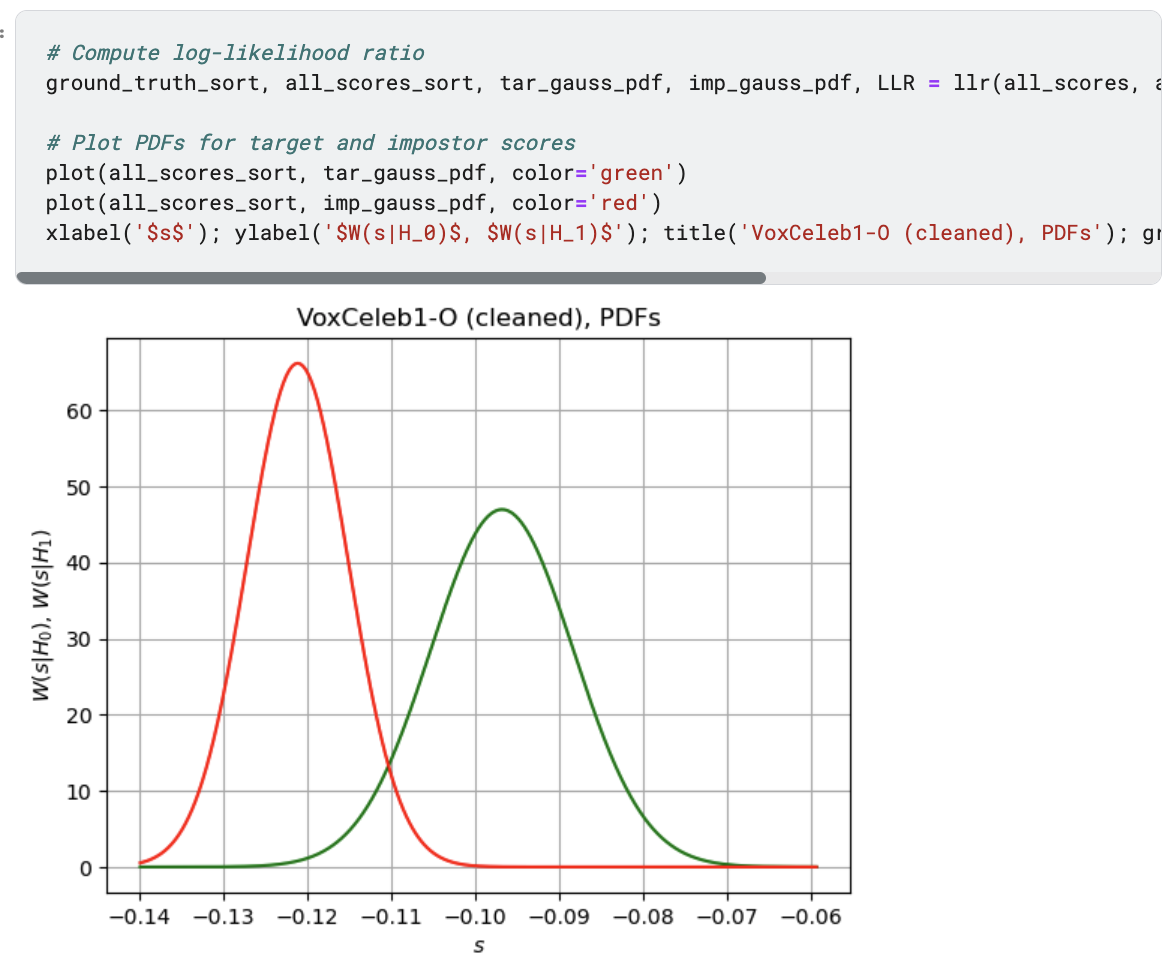 :
# Compute log-likelihood ratio
ground_truth_sort, all_scores_sort, tar_gauss_pdf, imp_gauss_pdf, LLR = llr(all_scores, a
# Plot PDFs for target and impostor scores
plot(all_scores_sort, tar_gauss_pdf, color='green')
plot(all_scores_sort, imp_gauss_pdf, color='red')
xlabel('$s$'); ylabel('$W(s|H_0)$, $W(s|H_1)$'); title('VoxCeleb1-O (cleaned), PDFs'); gr
VoxCeleb1-O (cleaned), PDFs
60
50
40
30
20
10
0
W(s|H₀), W(s|H₁)
−0.14 −0.13 −0.12 −0.11 −0.10 −0.09 −0.08 −0.07 −0.06
s